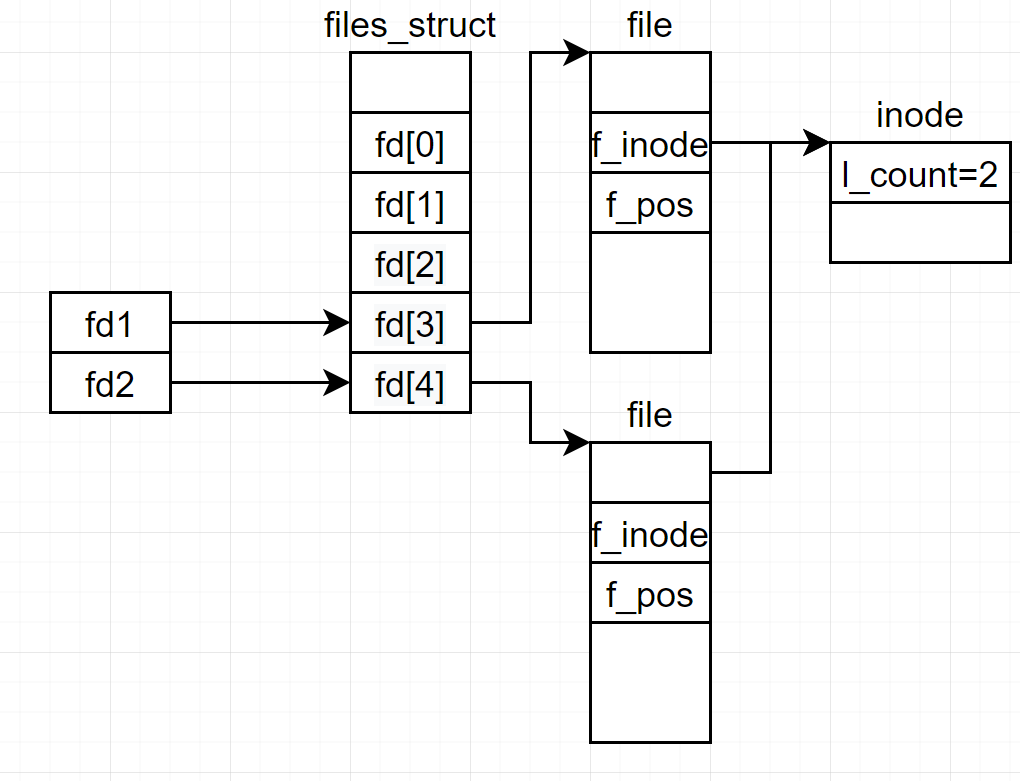 files_struct
file
inode
fd[0]
f_inode
l_count=2
fd[1]
f_pos
fd[2]
fd1
fd[3]
fd2
fd[4]
file
f_inode
f_pos